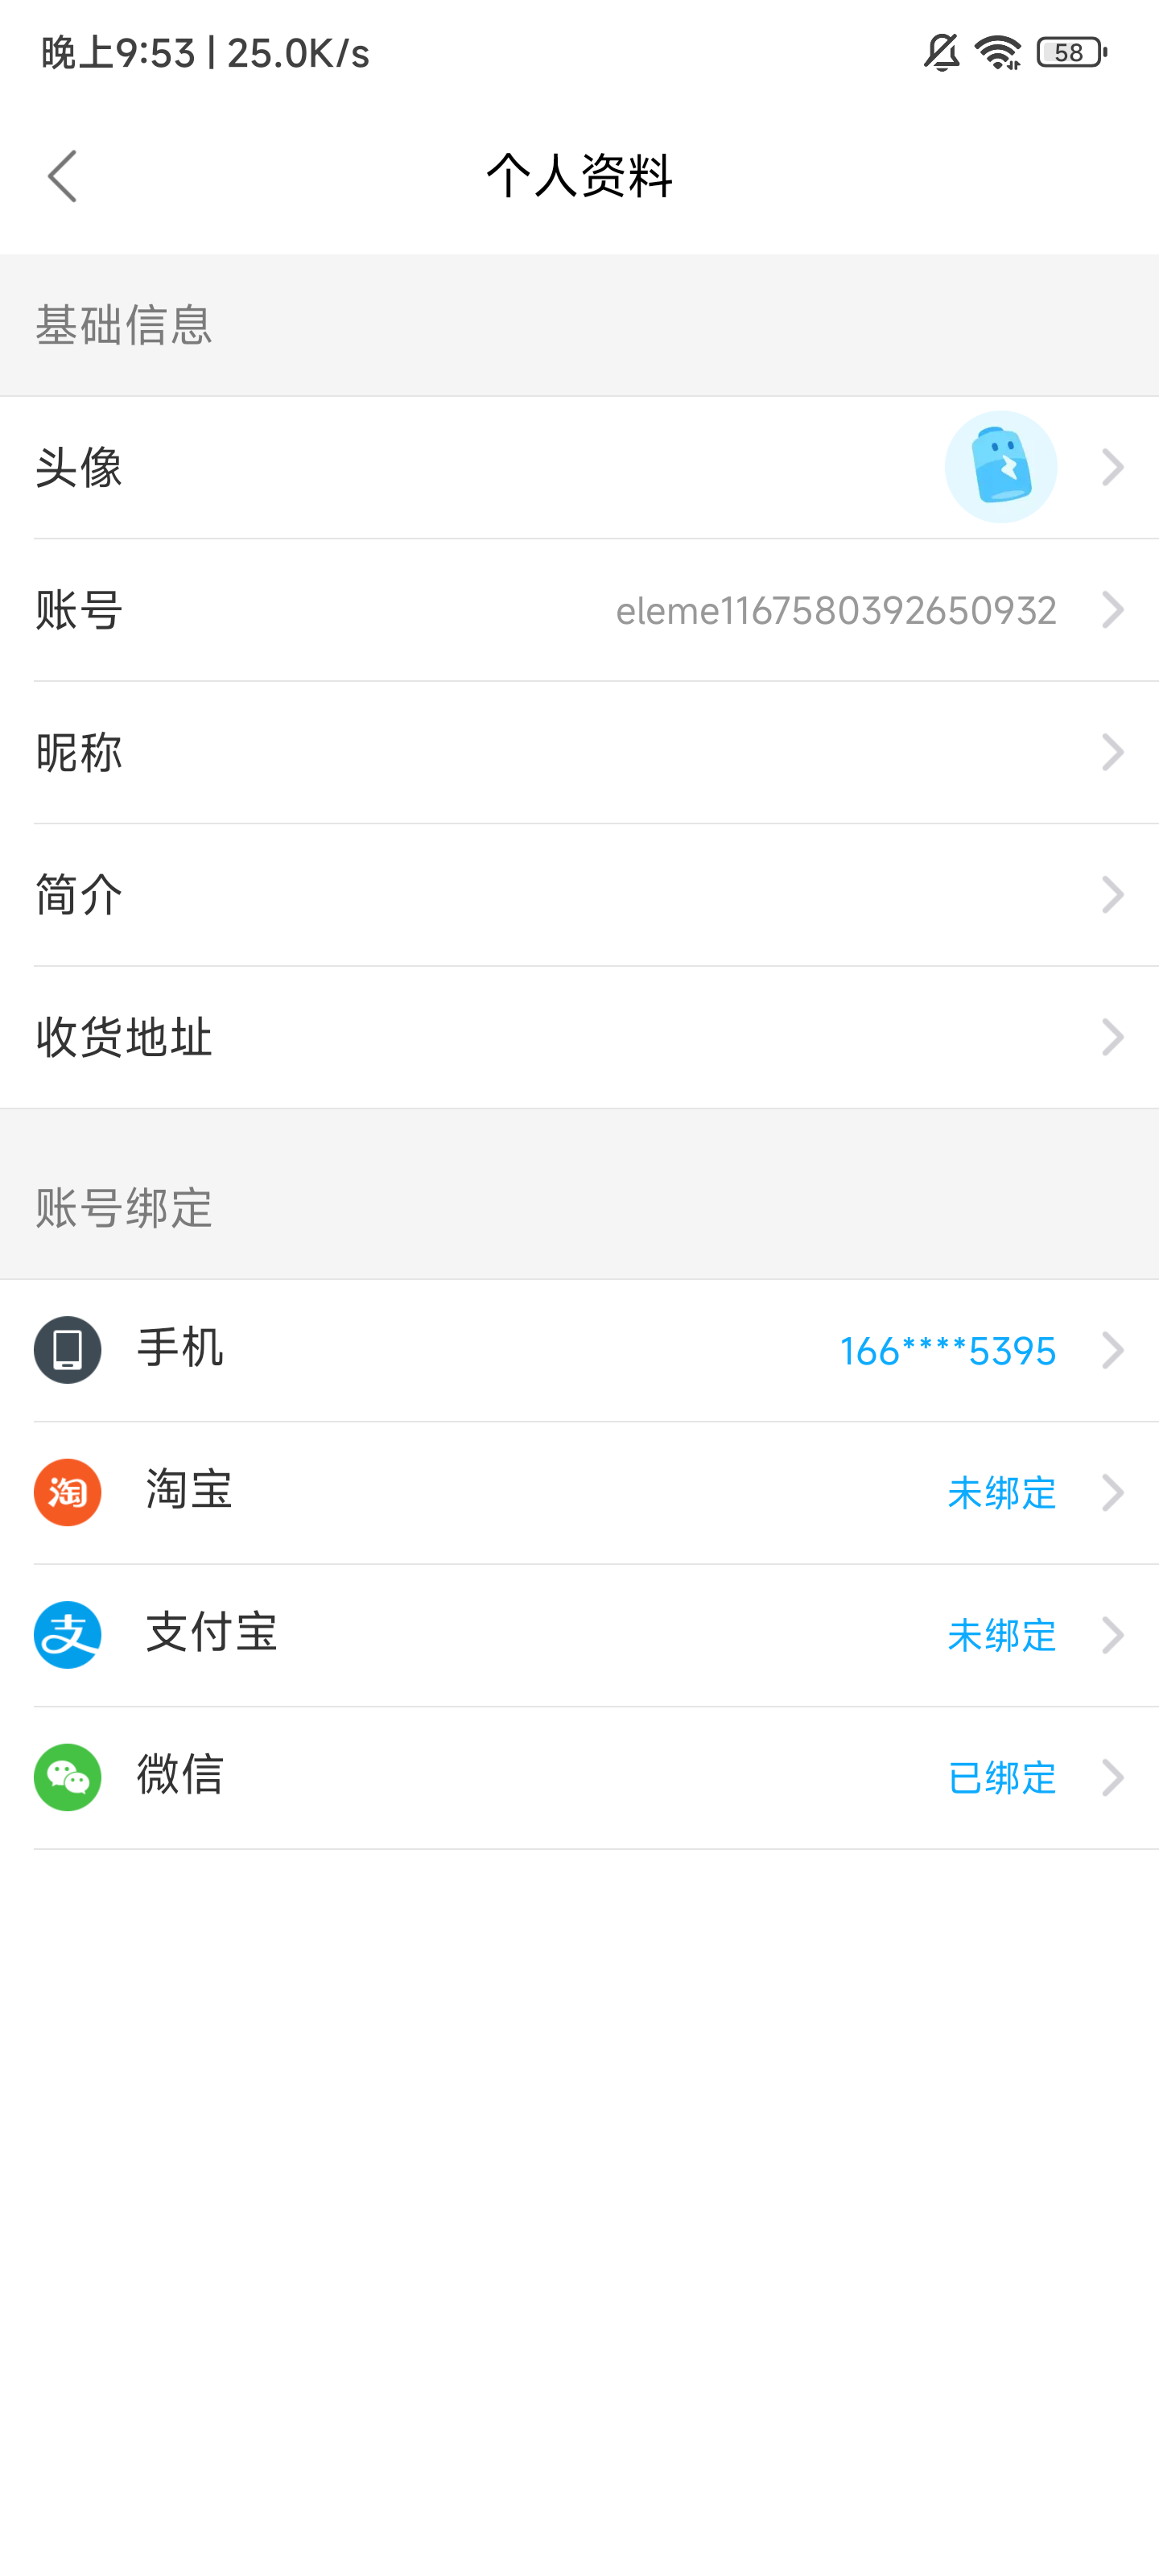 晚上9:53 | 25.0K/s
58
个人资料
基础信息
头像
账号 eleme1167580392650932
昵称
简介
收货地址
账号绑定
手机 166****5395
淘 淘宝 未绑定
支 支付宝 未绑定
微信 已绑定